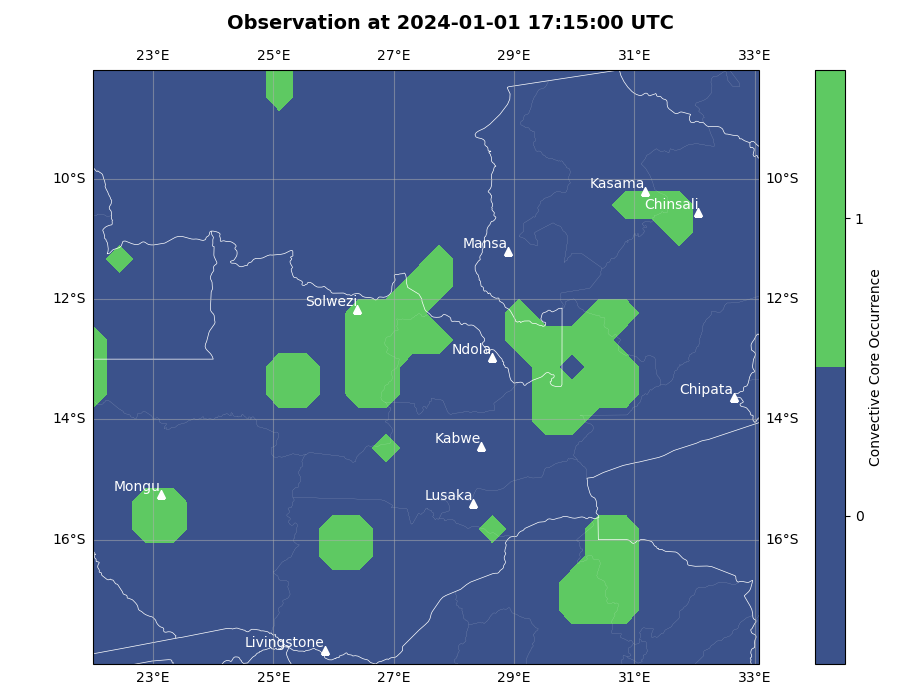 Observation at 2024-01-01 17:15:00 UTC
23°E 25°E 27°E 29°E 31°E 33°E
10°S 10°S
Kasama
Chinsali
Mansa
12°S 12°S
Solwezi
Ndola
Chipata
14°S 14°S
Kabwe
Mongu
Lusaka
16°S 16°S
Livingstone
23°E 25°E 27°E 29°E 31°E 33°E
1
0
Convective Core Occurrence